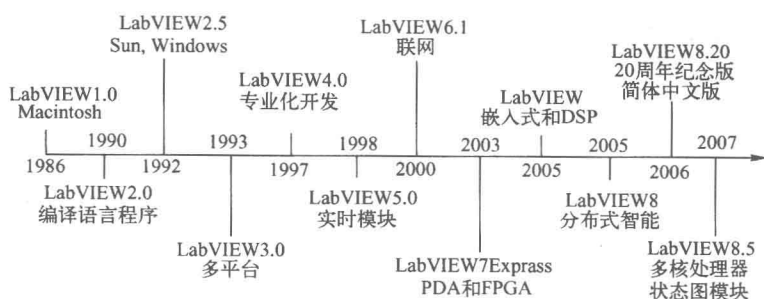 LabVIEW2.5
Sun, Windows
LabVIEW6.1
联网
LabVIEW8.20
20周年纪念版
简体中文版
LabVIEW4.0
专业化开发
LabVIEW
嵌入式和DSP
LabVIEW1.0
Macintosh
1990
1993
1998
2003
2005
2007
1986
1992
1997
2000
2005
2006
LabVIEW2.0
编译语言程序
LabVIEW5.0
实时模块
LabVIEW8
分布式智能
LabVIEW3.0
多平台
LabVIEW7Exprass
PDA和FPGA
LabVIEW8.5
多核处理器
状态图模块